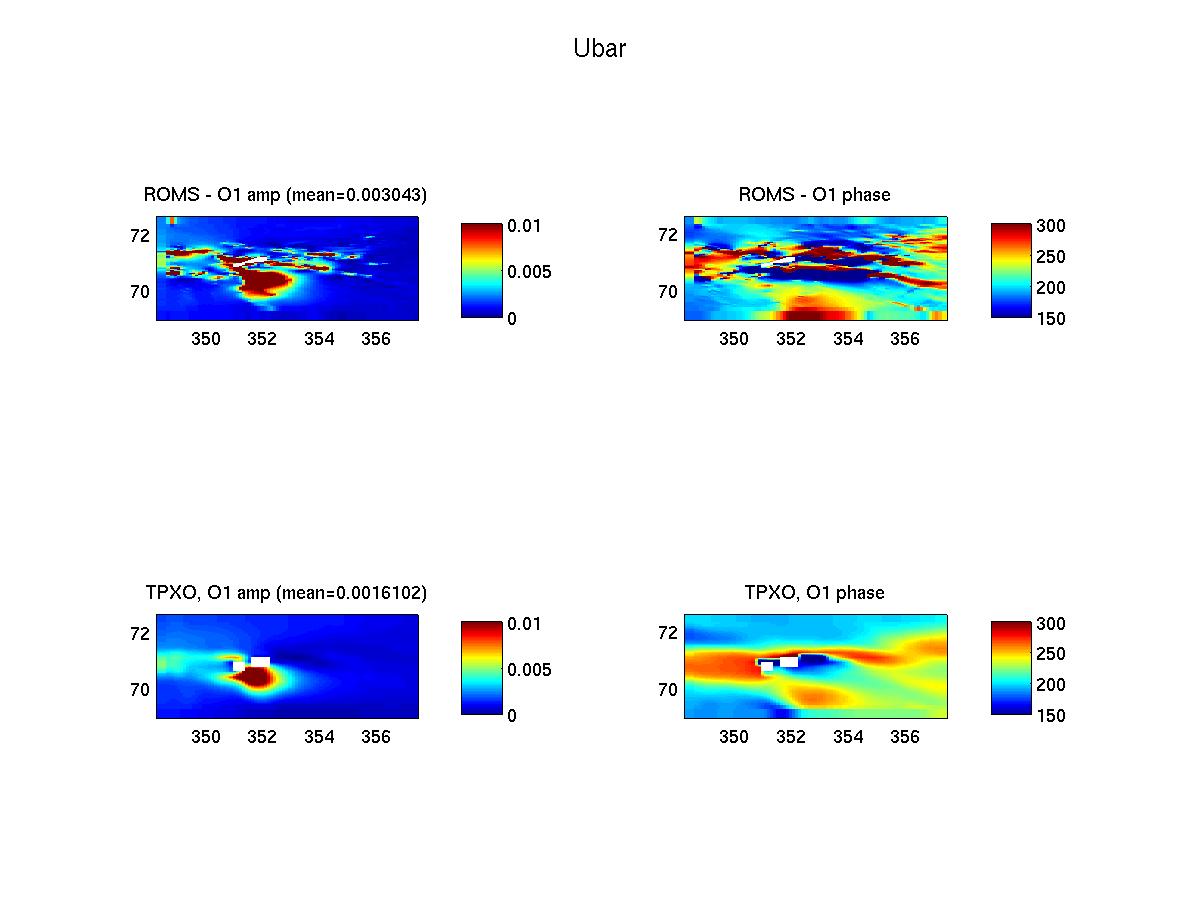 Ubar
ROMS - O1 amp (mean=0.003043)
72
70
350 352 354 356
0.01
0.005
0
ROMS - O1 phase
72
70
350 352 354 356
300
250
200
150
TPXO, O1 amp (mean=0.0016102)
72
70
350 352 354 356
0.01
0.005
0
TPXO, O1 phase
72
70
350 352 354 356
300
250
200
150